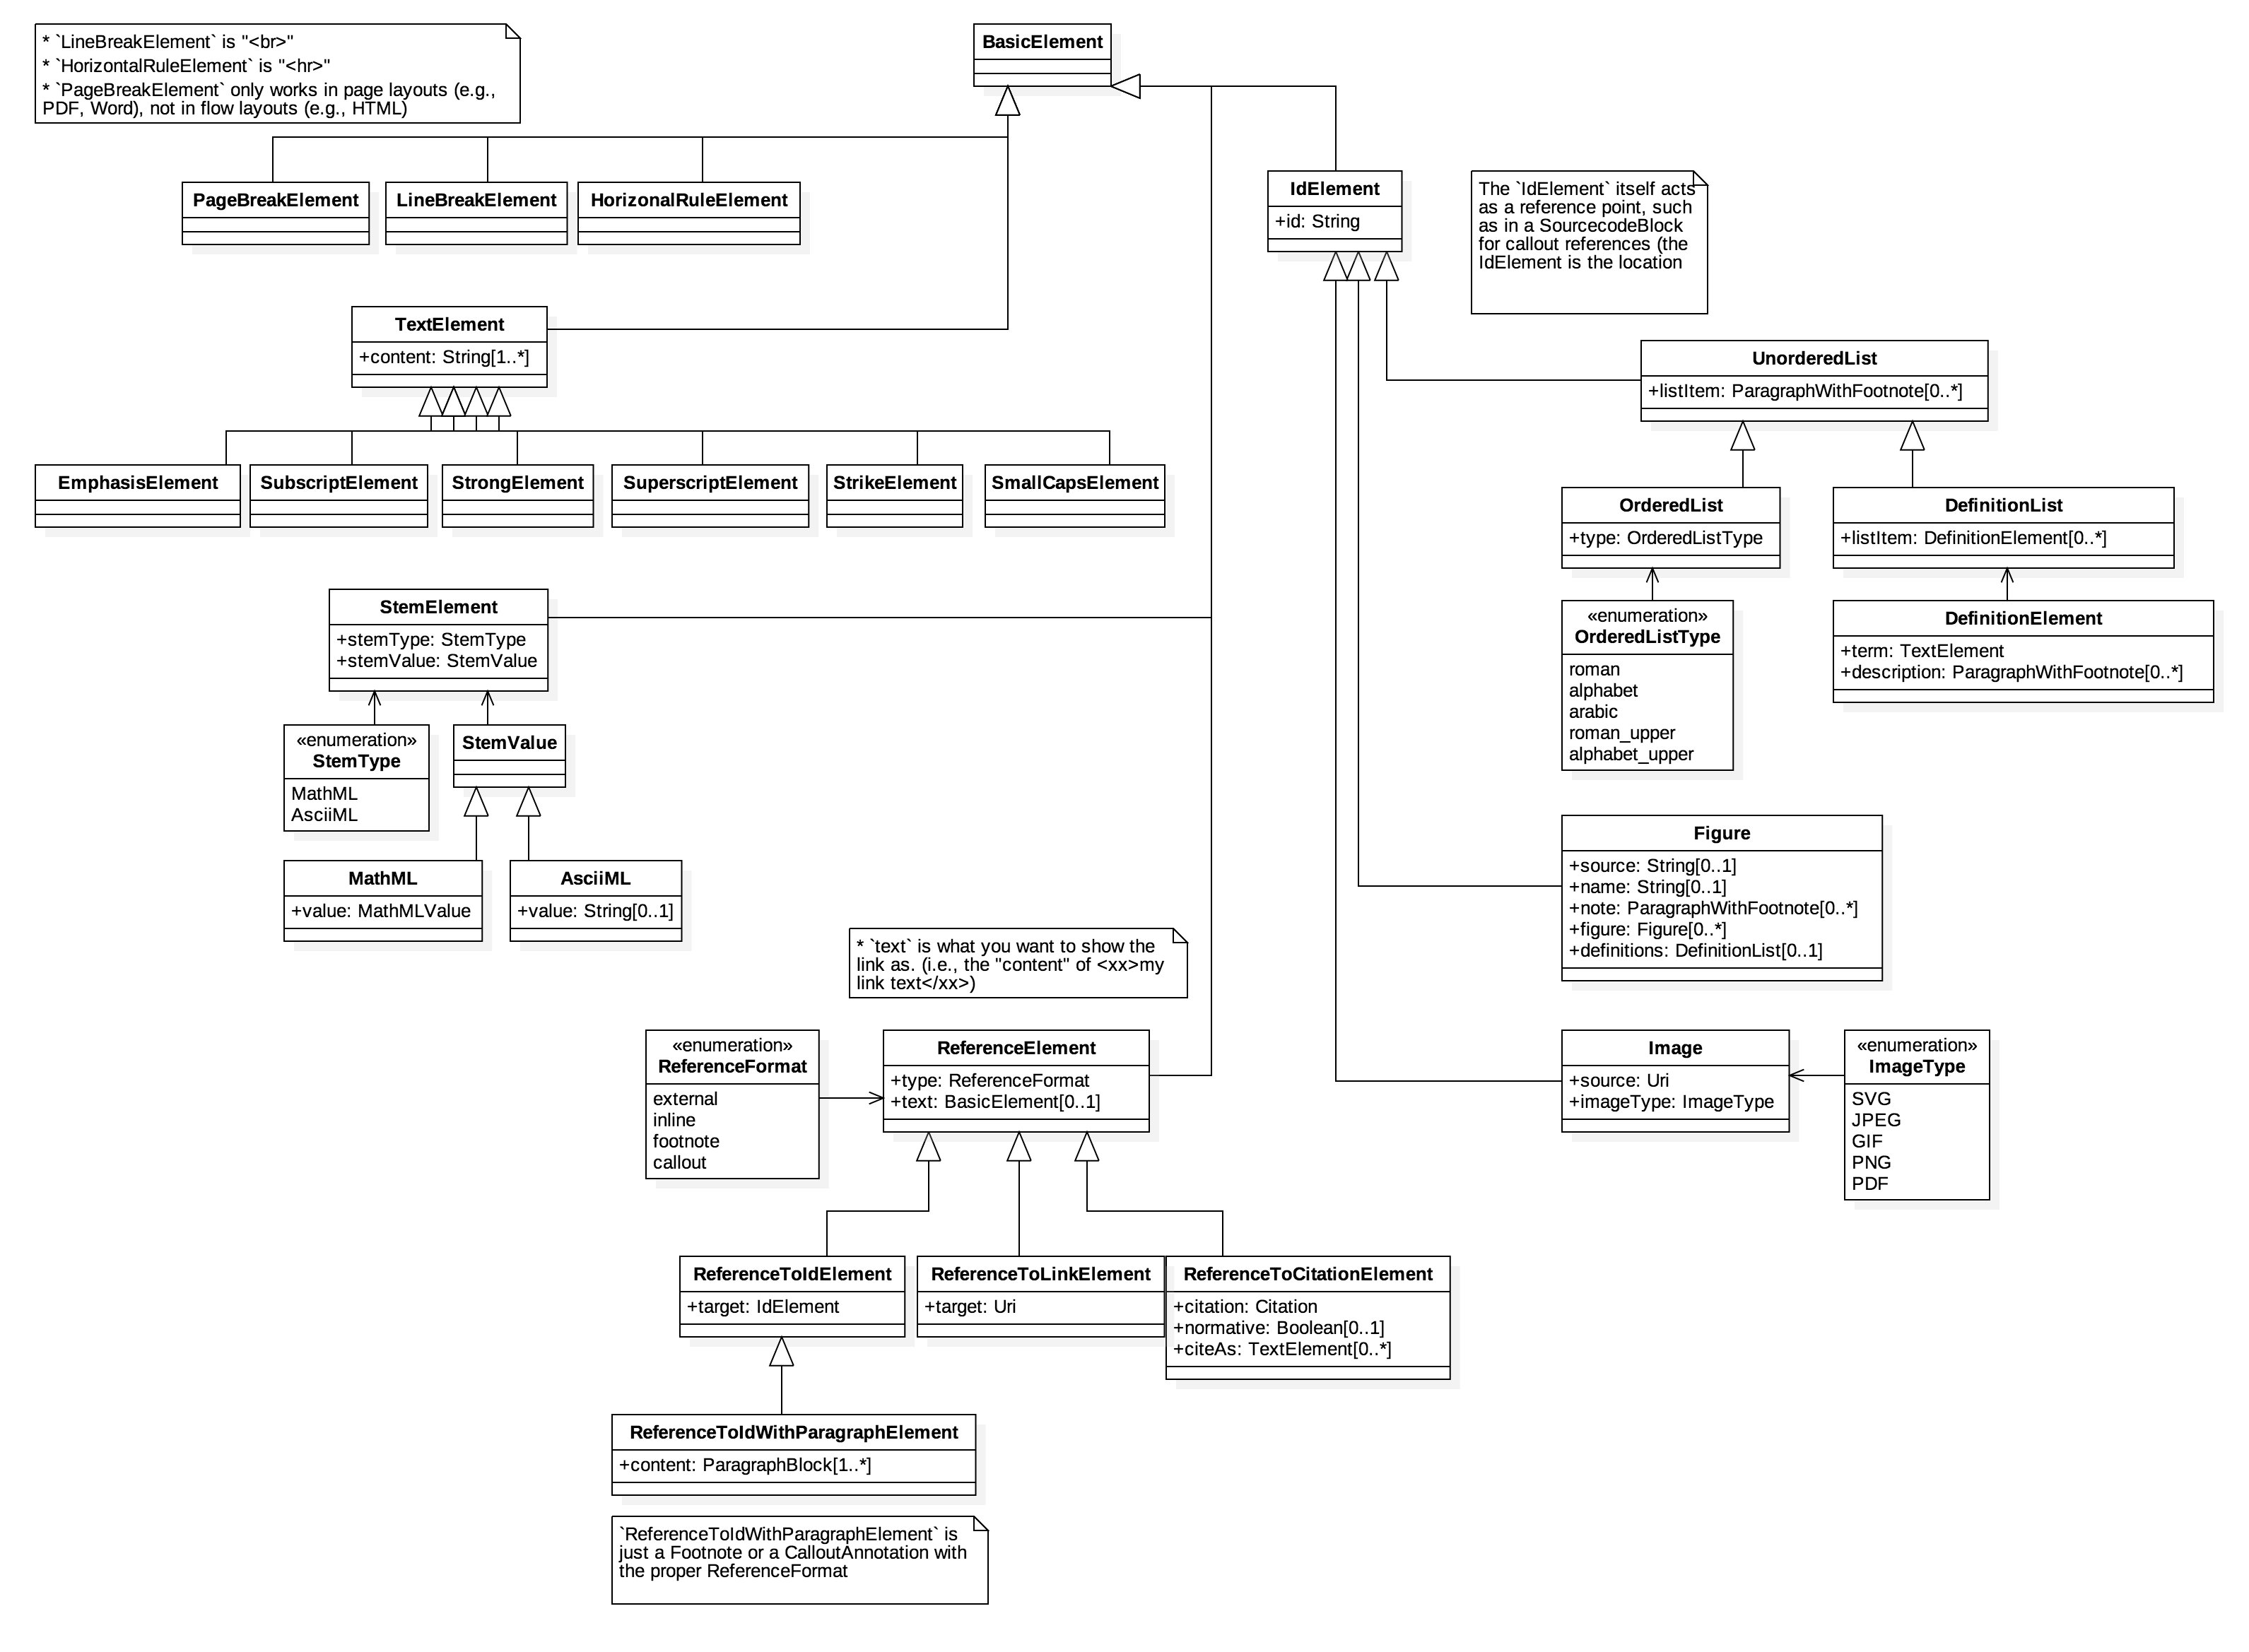 * `LineBreakElement` is "<br>"
* `HorizontalRuleElement` is "<hr>"
* `PageBreakElement` only works in page layouts (e.g.,
PDF, Word), not in flow layouts (e.g., HTML)
BasicElement
PageBreakElement
LineBreakElement
HorizonalRuleElement
IdElement
+id: String
The `IdElement` itself acts
as a reference point, such
as in a SourcecodeBlock
for callout references (the
IdElement is the location
TextElement
+content: String[1..*]
UnorderedList
+listItem: ParagraphWithFootnote[0..*]
EmphasisElement
SubscriptElement
StrongElement
SuperscriptElement
StrikeElement
SmallCapsElement
OrderedList
+type: OrderedListType
DefinitionList
+listItem: DefinitionElement[0..*]
StemElement
+stemType: StemType
+stemValue: StemValue
«enumeration»
OrderedListType
roman
alphabet
arabic
roman_upper
alphabet_upper
DefinitionElement
+term: TextElement
+description: ParagraphWithFootnote[0..*]
«enumeration»
StemType
MathML
AsciiML
StemValue
MathML
+value: MathMLValue
AsciiML
+value: String[0..1]
Figure
+source: String[0..1]
+name: String[0..1]
+note: ParagraphWithFootnote[0..*]
+figure: Figure[0..*]
+definitions: DefinitionList[0..1]
* `text` is what you want to show the
link as. (i.e., the "content" of <xx>my
link text</xx>)
«enumeration»
ReferenceFormat
external
inline
footnote
callout
ReferenceElement
+type: ReferenceFormat
+text: BasicElement[0..1]
Image
+source: Uri
+imageType: ImageType
«enumeration»
ImageType
SVG
JPEG
GIF
PNG
PDF
ReferenceToIdElement
+target: IdElement
ReferenceToLinkElement
+target: Uri
ReferenceToCitationElement
+citation: Citation
+normative: Boolean[0..1]
+citeAs: TextElement[0..*]
ReferenceToIdWithParagraphElement
+content: ParagraphBlock[1..*]
`ReferenceToIdWithParagraphElement` is
just a Footnote or a CalloutAnnotation with
the proper ReferenceFormat